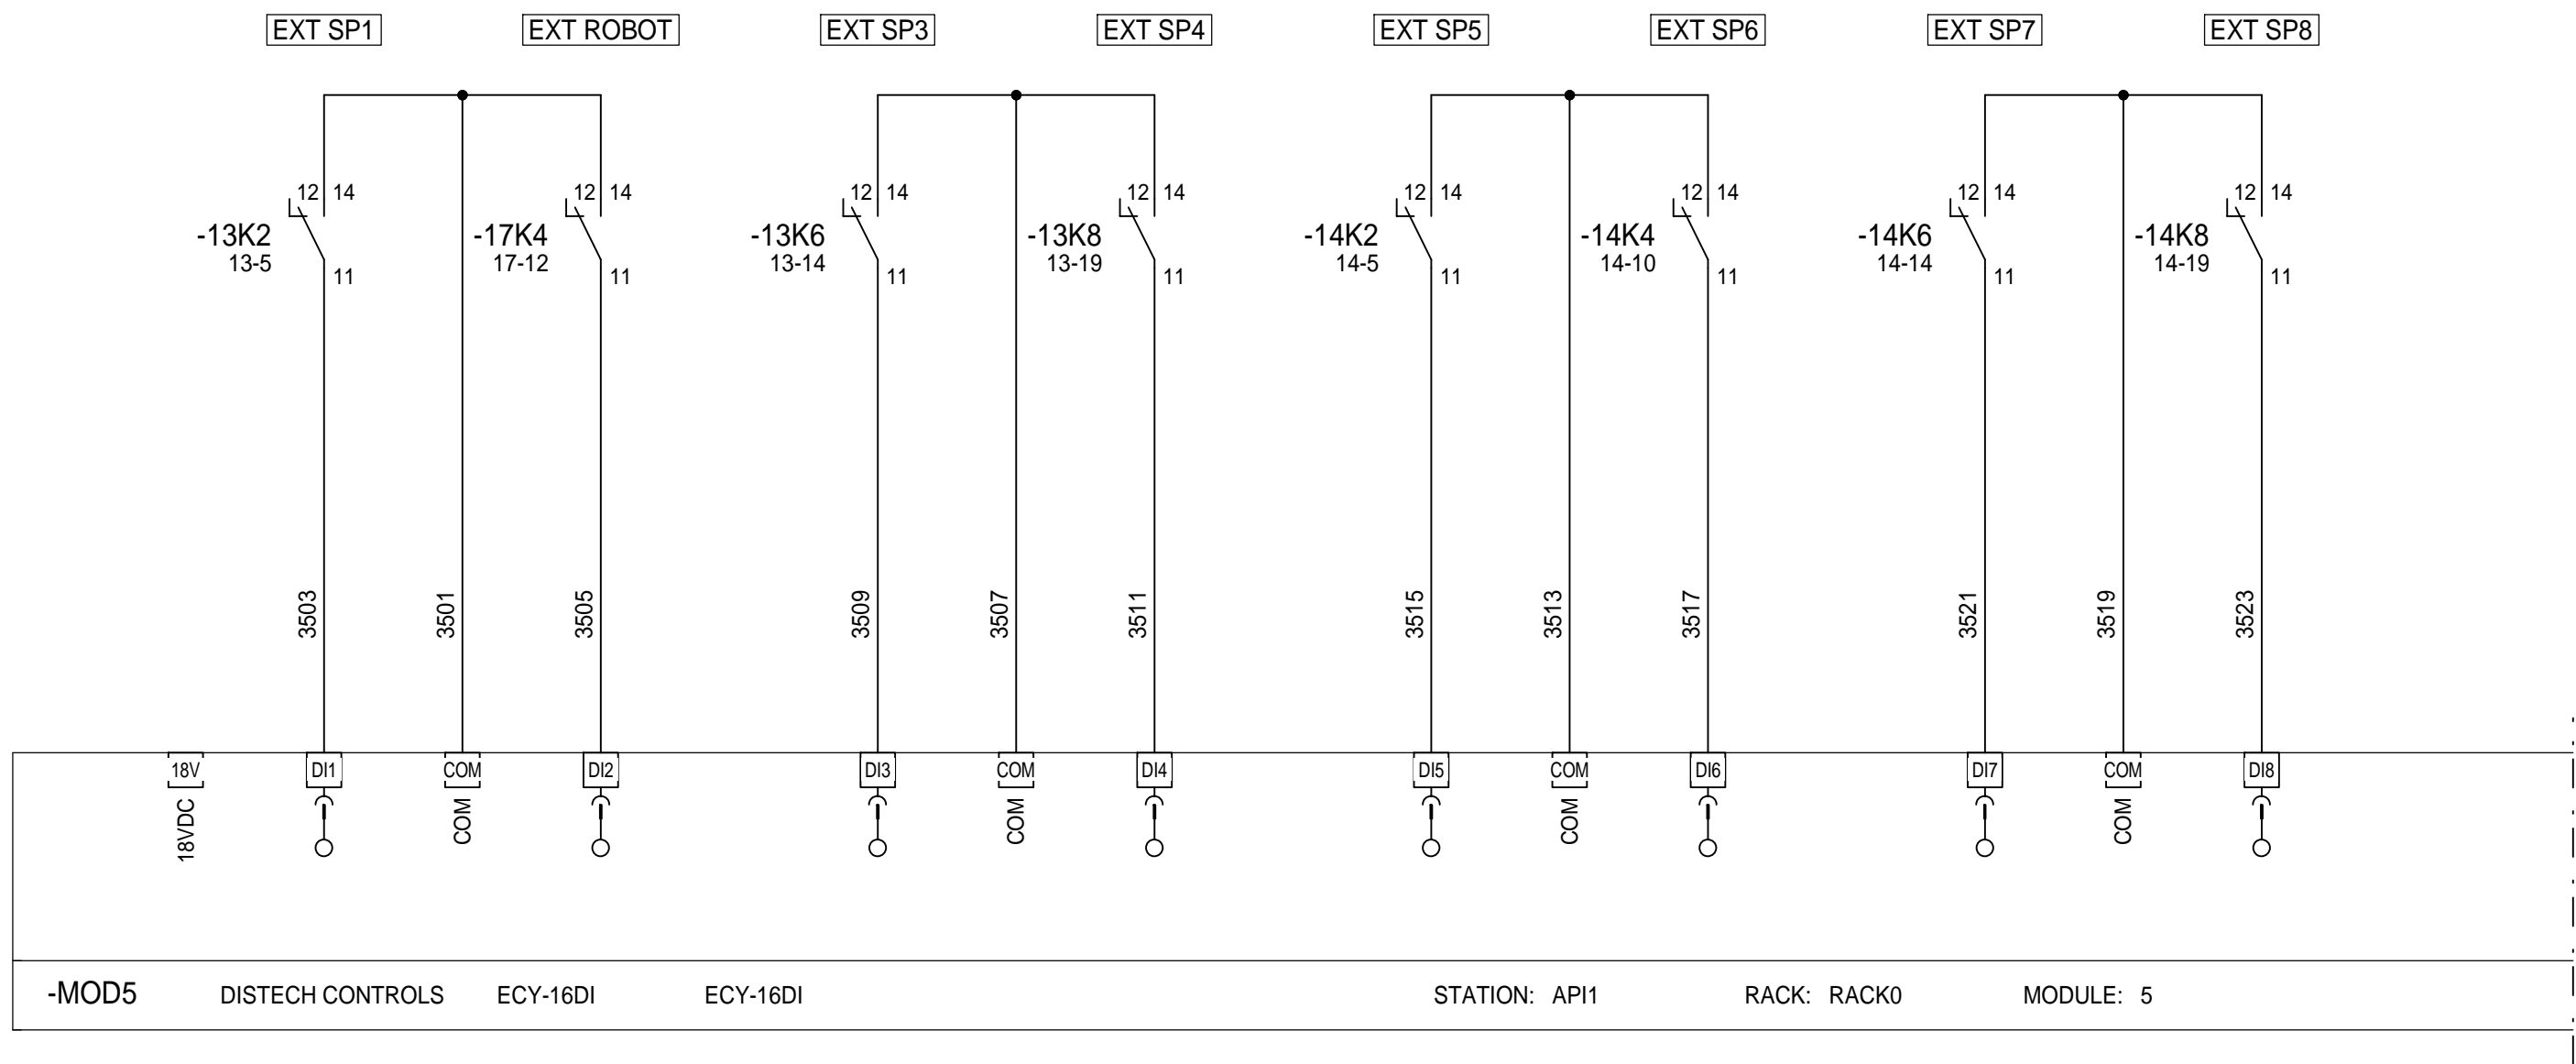 EXT SP1 EXT ROBOT EXT SP3 EXT SP4 EXT SP5 EXT SP6 EXT SP7 EXT SP8
12 14 12 14 12 14 12 14 12 14 12 14 12 14 12 14
-13K2 -17K4 -13K6 -13K8 -14K2 -14K4 -14K6 -14K8
13-5 17-12 13-14 13-19 14-5 14-10 14-14 14-19
11 11 11 11 11 11 11 11
3503 3501 3505 3509 3507 3511 3515 3513 3517 3521 3519 3523
18V DI1 COM DI2 DI3 COM DI4 DI5 COM DI6 DI7 COM DI8
18VDC COM COM COM COM
-MOD5 DISTECH CONTROLS ECY-16DI ECY-16DI STATION: API1 RACK: RACK0 MODULE: 5